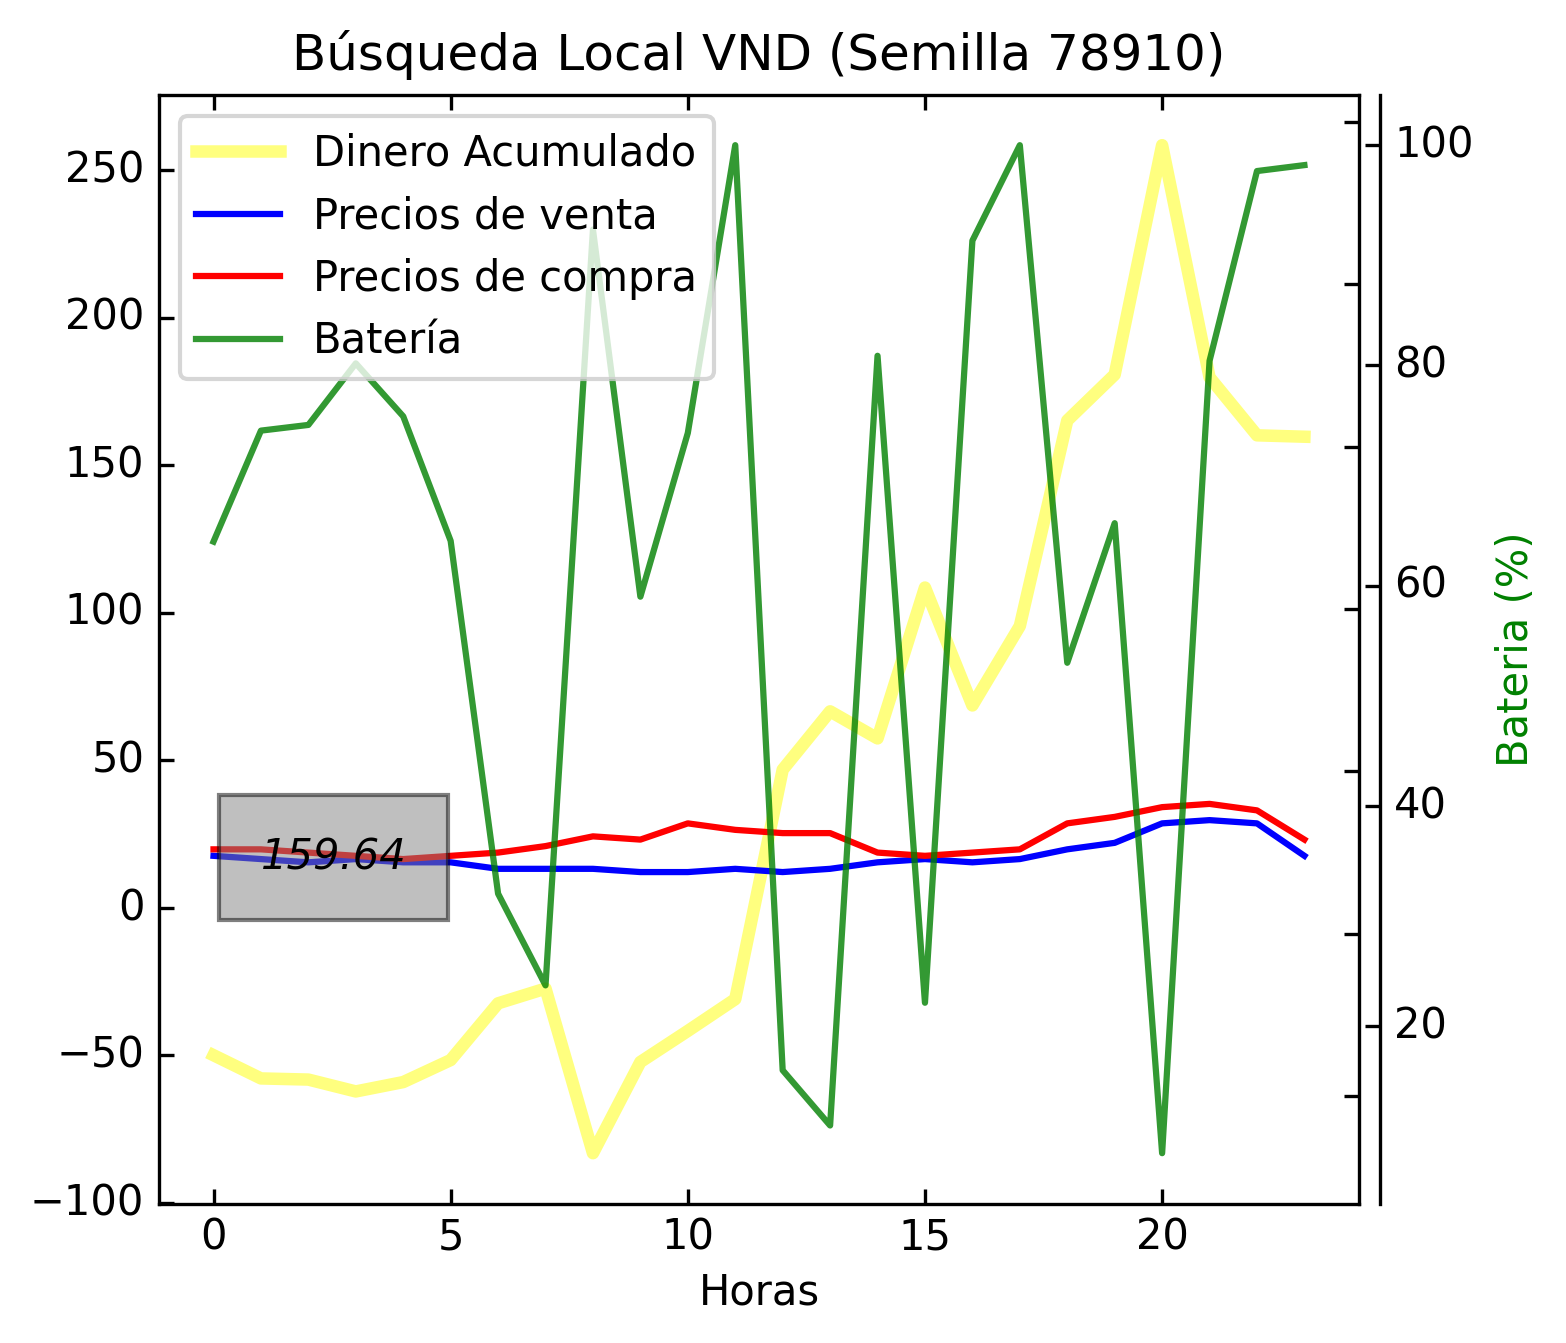 Búsqueda Local VND (Semilla 78910)
Dinero Acumulado
Precios de venta
Precios de compra
Batería
250
200
150
100
50
0
−50
−100
159.64
100
80
60
40
20
Bateria (%)
0 5 10 15 20
Horas